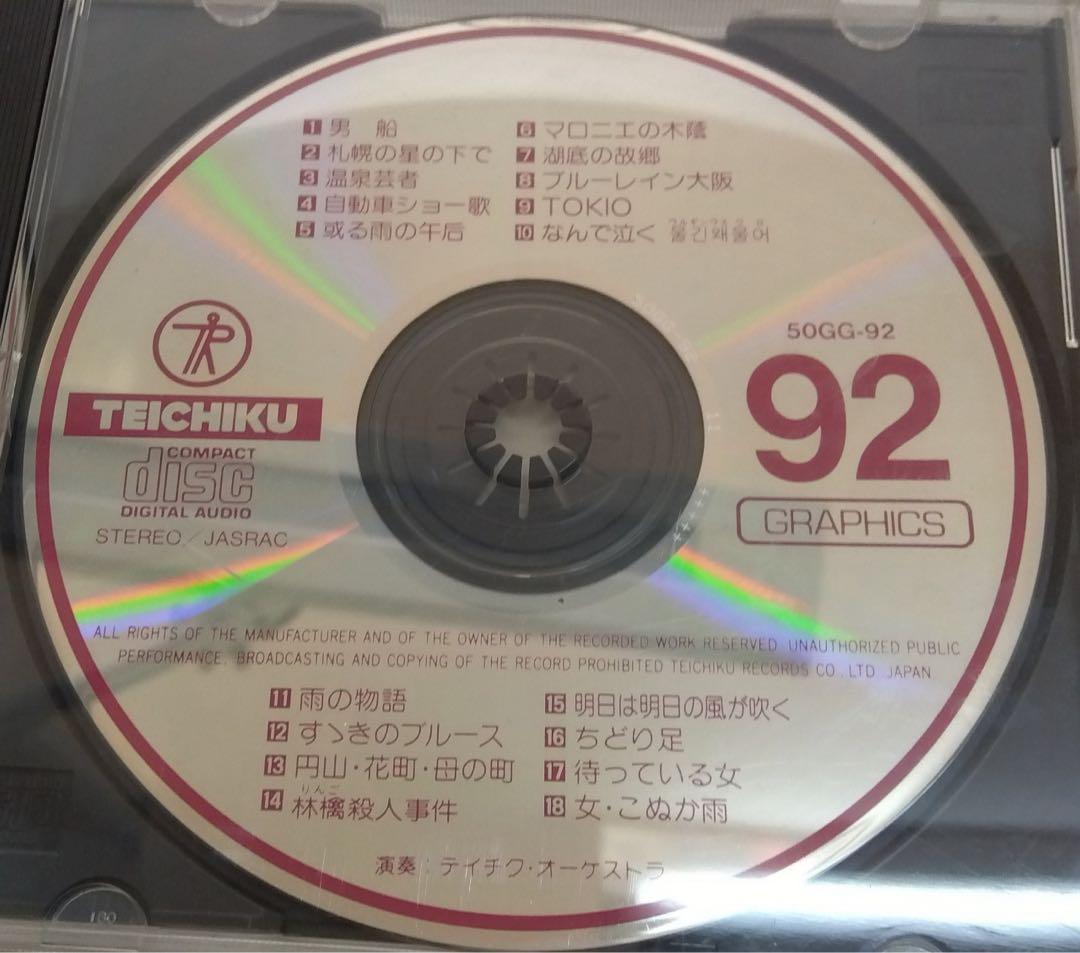 1 男　船
2 札幌の星の下で
3 温泉芸者
4 自動車ショー歌
5 或る雨の午后
6 マロニエの木蔭
7 湖底の故郷
8 ブルーレイン大阪
9 TOKIO
10 なんで泣く 울긴왜울어
50GG-92
92
GRAPHICS
TEICHIKU
COMPACT
disc
DIGITAL AUDIO
STEREO／JASRAC
ALL RIGHTS OF THE MANUFACTURER AND OF THE OWNER OF THE RECORDED WORK RESERVED. UNAUTHORIZED PUBLIC
PERFORMANCE. BROADCASTING AND COPYING OF THE RECORD PROHIBITED TEICHIKU RECORDS CO., LTD. JAPAN
11 雨の物語
12 すゝきのブルース
13 円山・花町・母の町
りんご
14 林檎殺人事件
15 明日は明日の風が吹く
16 ちどり足
17 待っている女
18 女・こぬか雨
演奏：テイチク・オーケストラ